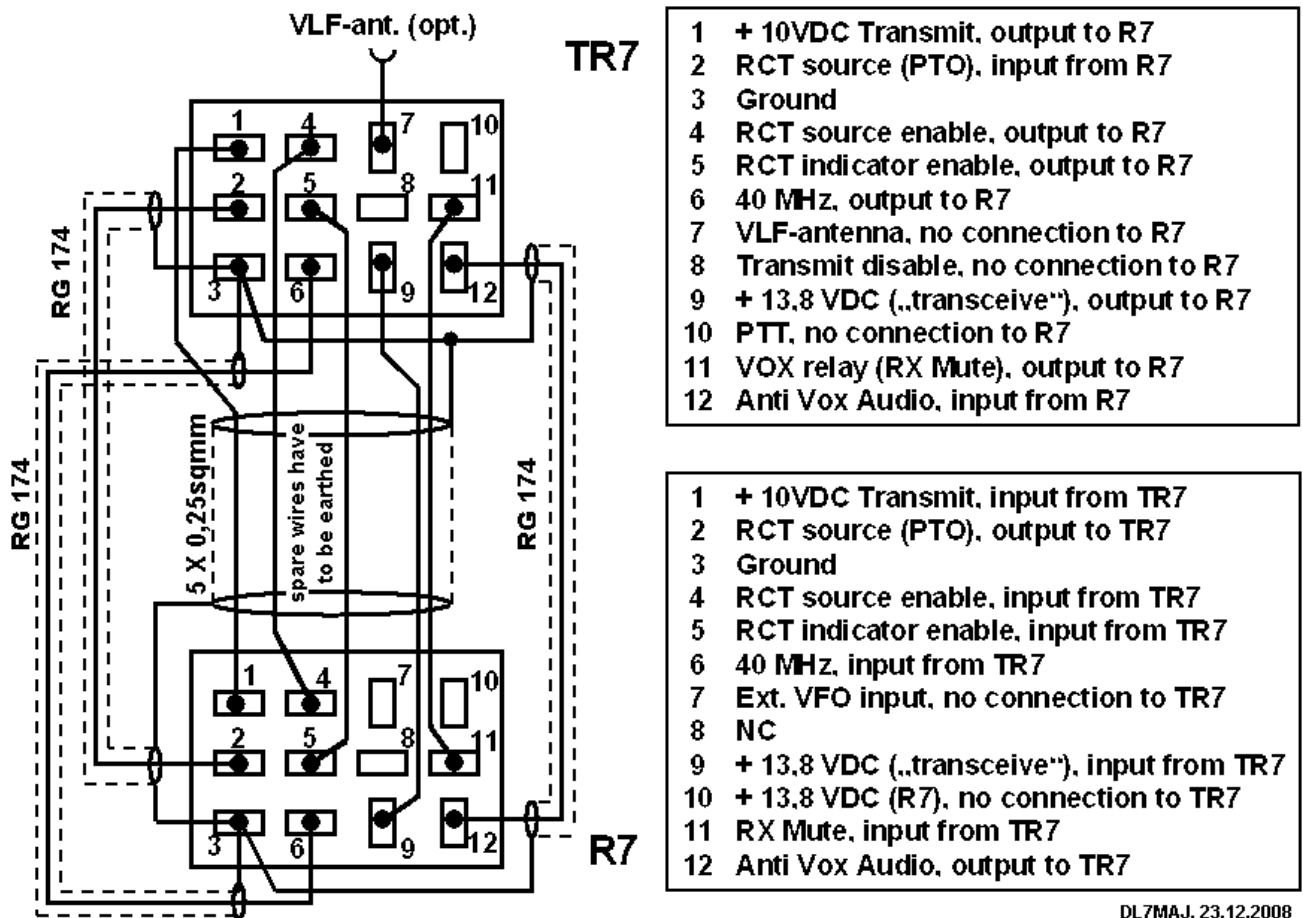 VLF-ant. (opt.)
TR7
1 4 7 10
2 5 8 11
3 6 9 12
RG 174
RG 174
RG 174
5 X 0,25sqmm
spare wires have
to be earthed
1 4 7 10
2 5 8 11
3 6 9 12
R7
1 + 10VDC Transmit, output to R7
2 RCT source (PTO), input from R7
3 Ground
4 RCT source enable, output to R7
5 RCT indicator enable, output to R7
6 40 MHz, output to R7
7 VLF-antenna, no connection to R7
8 Transmit disable, no connection to R7
9 + 13,8 VDC („transceive“), output to R7
10 PTT, no connection to R7
11 VOX relay (RX Mute), output to R7
12 Anti Vox Audio, input from R7
1 + 10VDC Transmit, input from TR7
2 RCT source (PTO), output to TR7
3 Ground
4 RCT source enable, input from TR7
5 RCT indicator enable, input from TR7
6 40 MHz, input from TR7
7 Ext. VFO input, no connection to TR7
8 NC
9 + 13,8 VDC („transceive“), input from TR7
10 + 13,8 VDC (R7), no connection to TR7
11 RX Mute, input from TR7
12 Anti Vox Audio, output to TR7
DL7MAJ, 23.12.2008